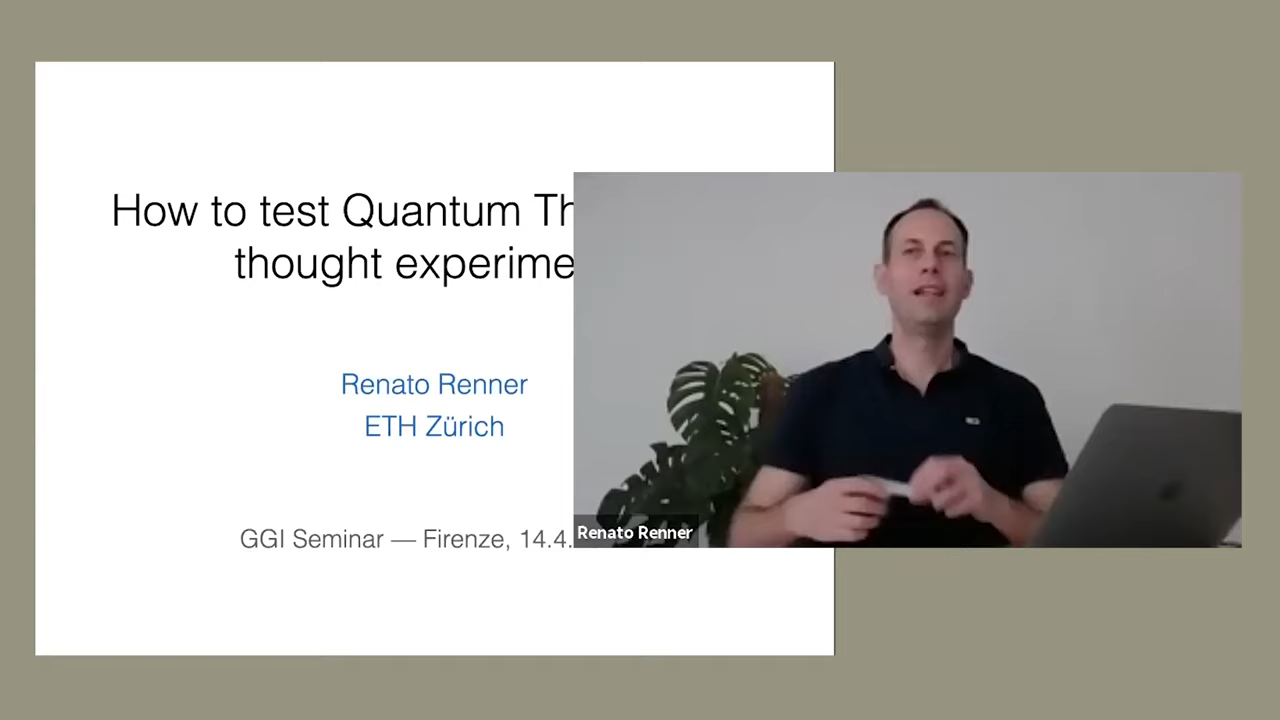 How to test Quantum Th
thought experime
Renato Renner
ETH Zürich
GGI Seminar — Firenze, 14.4.
Renato Renner